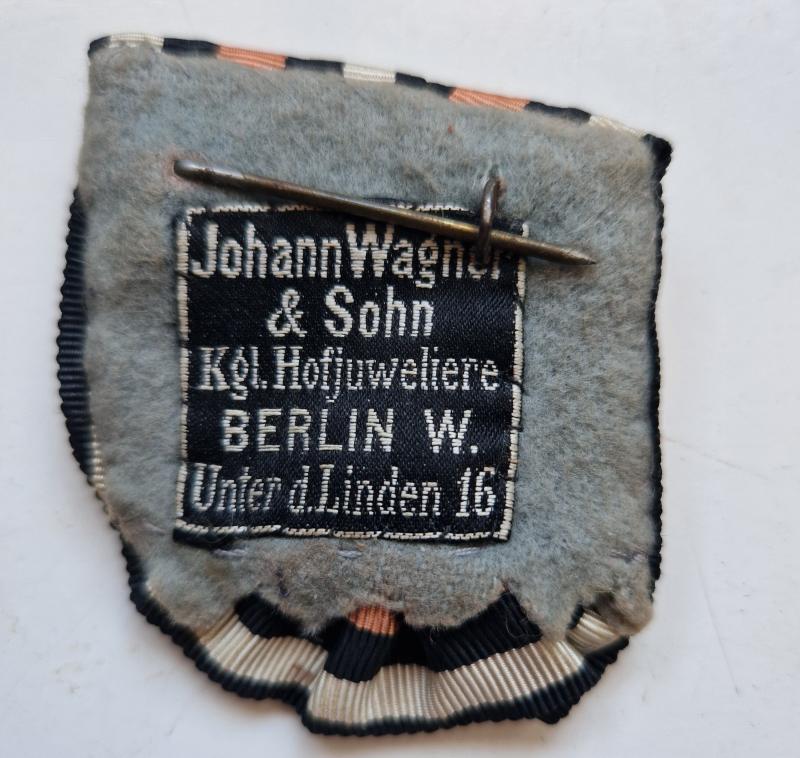 Johann Wagner
& Sohn
Kgl. Hofjuweliere
BERLIN W.
Unter d. Linden 16